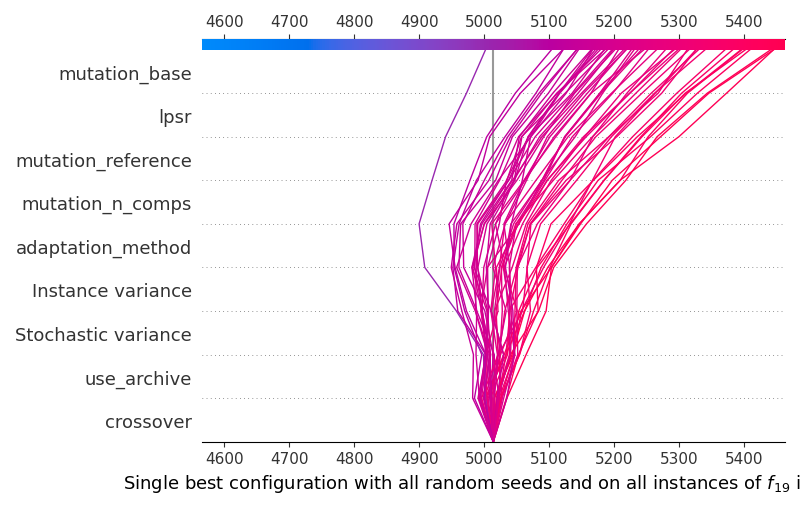 4600 4700 4800 4900 5000 5100 5200 5300 5400
mutation_base
lpsr
mutation_reference
mutation_n_comps
adaptation_method
Instance variance
Stochastic variance
use_archive
crossover
4600 4700 4800 4900 5000 5100 5200 5300 5400
Single best configuration with all random seeds and on all instances of f19 i